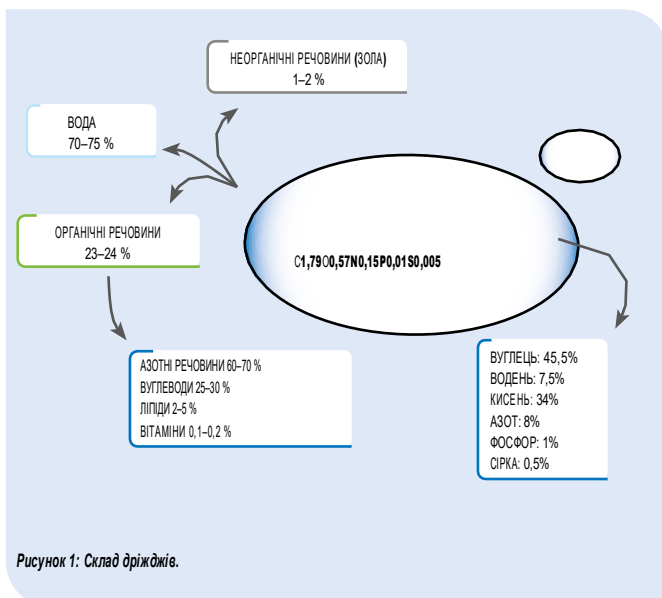 НЕОРГАНІЧНІ РЕЧОВИНИ (ЗОЛА)
1–2 %
ВОДА
70–75 %
ОРГАНІЧНІ РЕЧОВИНИ
23–24 %
С1,79О0,57N0,15P0,01S0,005
АЗОТНІ РЕЧОВИНИ 60–70 %
ВУГЛЕВОДИ 25–30 %
ЛІПІДИ 2–5 %
ВІТАМІНИ 0,1–0,2 %
ВУГЛЕЦЬ: 45,5%
ВОДЕНЬ: 7,5%
КИСЕНЬ: 34%
АЗОТ: 8%
ФОСФОР: 1%
СІРКА: 0,5%
Рисунок 1: Склад дріжджів.